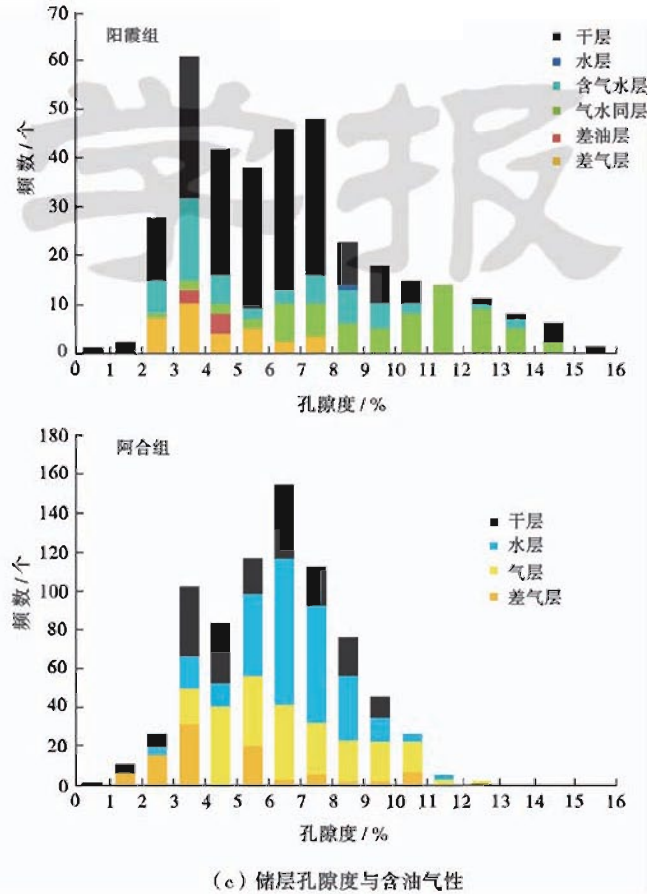 70
阳霞组
60
50
40
30
20
10
0
频数/个
干层
水层
含气水层
气水同层
差油层
差气层
0 1 2 3 4 5 6 7 8 9 10 11 12 13 14 15 16
孔隙度/%
学报
180
阿合组
160
140
120
100
80
60
40
20
0
频数/个
干层
水层
气层
差气层
0 1 2 3 4 5 6 7 8 9 10 11 12 13 14 15 16
孔隙度/%
(c) 储层孔隙度与含油气性